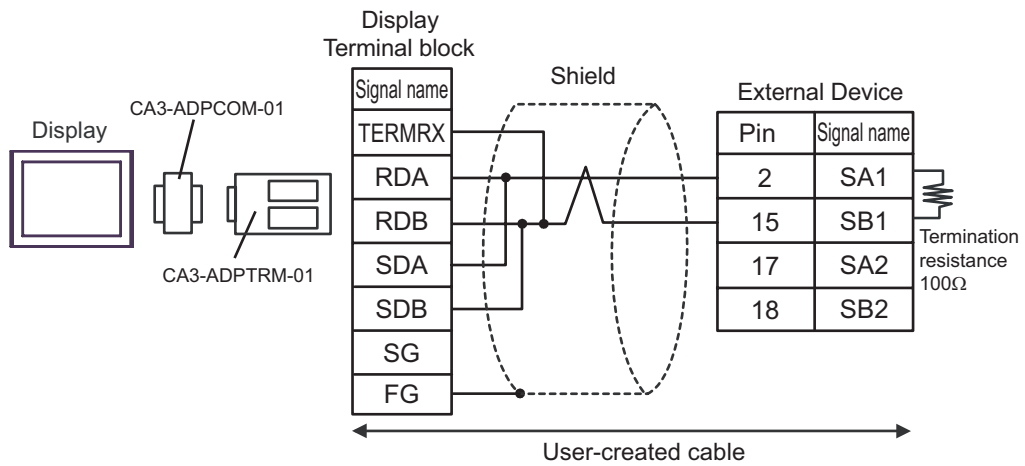 Display
Terminal block
Shield
External Device
Display
CA3-ADPCOM-01
CA3-ADPTRM-01
Signal name
TERMRX
RDA
RDB
SDA
SDB
SG
FG
Pin Signal name
2 SA1
15 SB1
17 SA2
18 SB2
Termination
resistance
100Ω
User-created cable